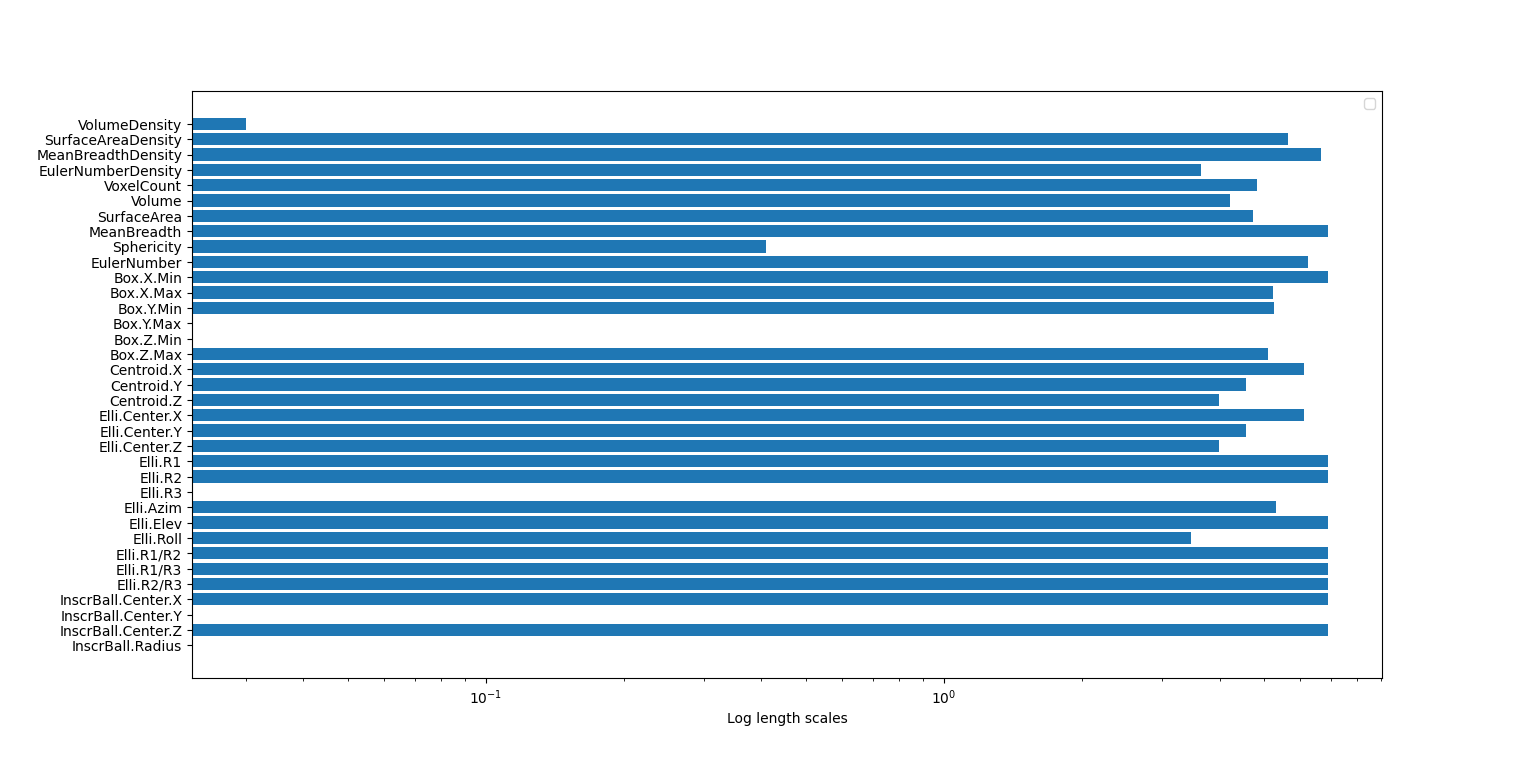 VolumeDensity
SurfaceAreaDensity
MeanBreadthDensity
EulerNumberDensity
VoxelCount
Volume
SurfaceArea
MeanBreadth
Sphericity
EulerNumber
Box.X.Min
Box.X.Max
Box.Y.Min
Box.Y.Max
Box.Z.Min
Box.Z.Max
Centroid.X
Centroid.Y
Centroid.Z
Elli.Center.X
Elli.Center.Y
Elli.Center.Z
Elli.R1
Elli.R2
Elli.R3
Elli.Azim
Elli.Elev
Elli.Roll
Elli.R1/R2
Elli.R1/R3
Elli.R2/R3
InscrBall.Center.X
InscrBall.Center.Y
InscrBall.Center.Z
InscrBall.Radius
10⁻¹ 10⁰
Log length scales